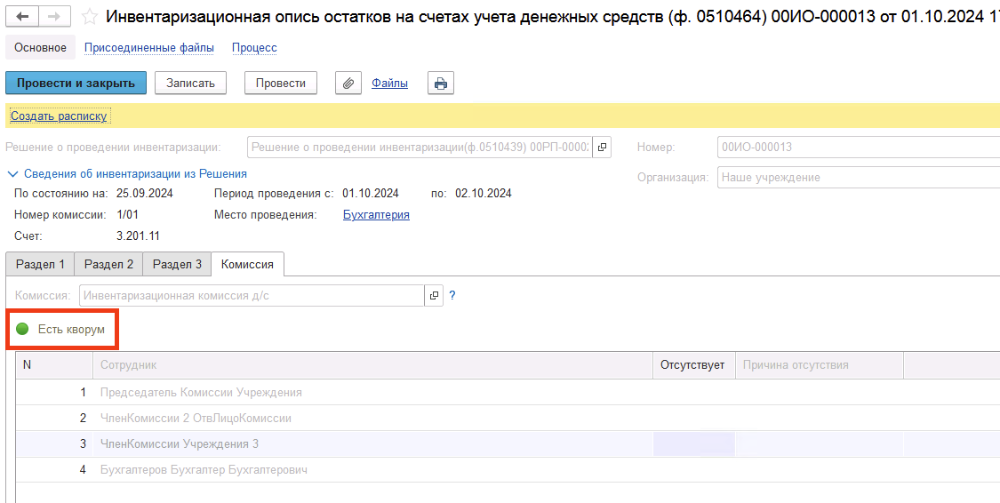 Инвентаризационная опись остатков на счетах учета денежных средств (ф. 0510464) 00ИО-000013 от 01.10.2024 1
Основное Присоединенные файлы Процесс
Провести и закрыть Записать Провести Файлы
Создать расписку
Решение о проведении инвентаризации: Решение о проведении инвентаризации(ф.0510439) 00РП-00002 Номер: 00ИО-000013
Сведения об инвентаризации из Решения Организация: Наше учреждение
По состоянию на: 25.09.2024 Период проведения с: 01.10.2024 по: 02.10.2024
Номер комиссии: 1/01 Место проведения: Бухгалтерия
Счет: 3.201.11
Раздел 1 Раздел 2 Раздел 3 Комиссия
Комиссия: Инвентаризационная комиссия д/с ?
Есть кворум
N Сотрудник Отсутствует Причина отсутствия
1 Председатель Комиссии Учреждения
2 ЧленКомиссии 2 ОтвЛицоКомиссии
3 ЧленКомиссии Учреждения 3
4 Бухгалтеров Бухгалтер Бухгалтерович